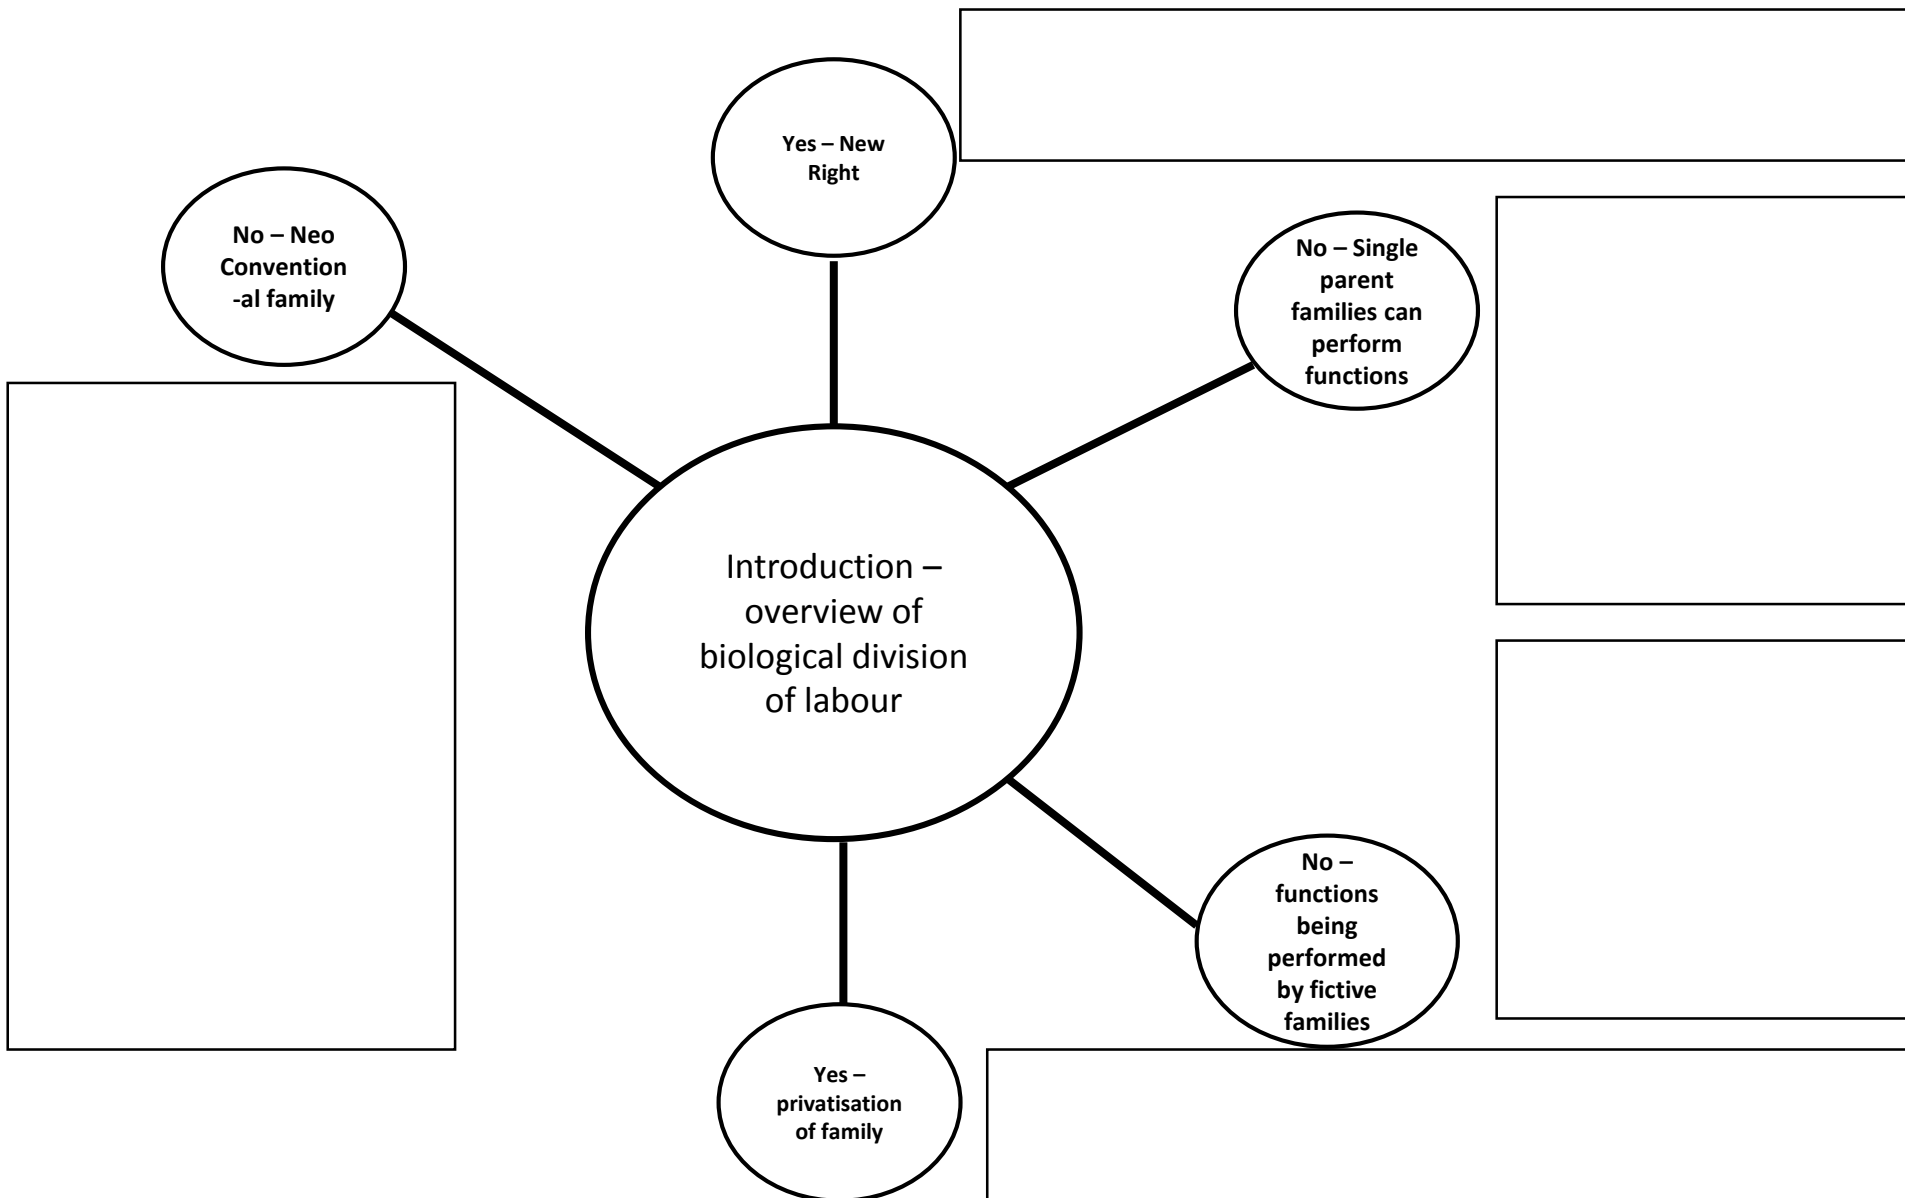 Yes – New
Right
No – Neo
Convention
-al family
No – Single
parent
families can
perform
functions
Introduction –
overview of
biological division
of labour
No –
functions
being
performed
by fictive
families
Yes –
privatisation
of family